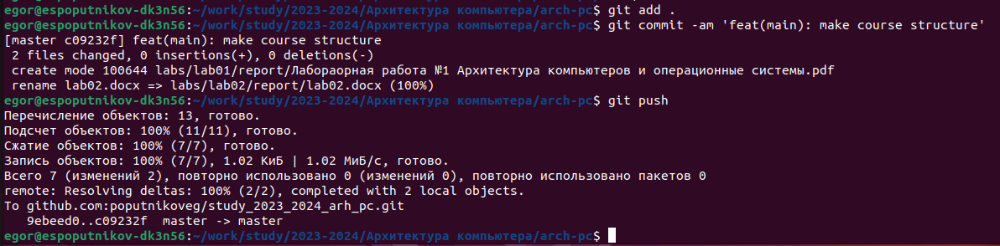 egor@espoputnikov-dk3n56:~/work/study/2023-2024/Архитектура компьютера/arch-pc$ git add .
egor@espoputnikov-dk3n56:~/work/study/2023-2024/Архитектура компьютера/arch-pc$ git commit -am 'feat(main): make course structure'
[master c09232f] feat(main): make course structure
 2 files changed, 0 insertions(+), 0 deletions(-)
 create mode 100644 labs/lab01/report/Лабораорная работа №1 Архитектура компьютеров и операционные системы.pdf
 rename lab02.docx => labs/lab02/report/lab02.docx (100%)
egor@espoputnikov-dk3n56:~/work/study/2023-2024/Архитектура компьютера/arch-pc$ git push
Перечисление объектов: 13, готово.
Подсчет объектов: 100% (11/11), готово.
Сжатие объектов: 100% (7/7), готово.
Запись объектов: 100% (7/7), 1.02 КиБ | 1.02 МиБ/с, готово.
Всего 7 (изменений 2), повторно использовано 0 (изменений 0), повторно использовано пакетов 0
remote: Resolving deltas: 100% (2/2), completed with 2 local objects.
To github.com:poputnikoveg/study_2023_2024_arh_pc.git
   9ebeed0..c09232f  master -> master
egor@espoputnikov-dk3n56:~/work/study/2023-2024/Архитектура компьютера/arch-pc$